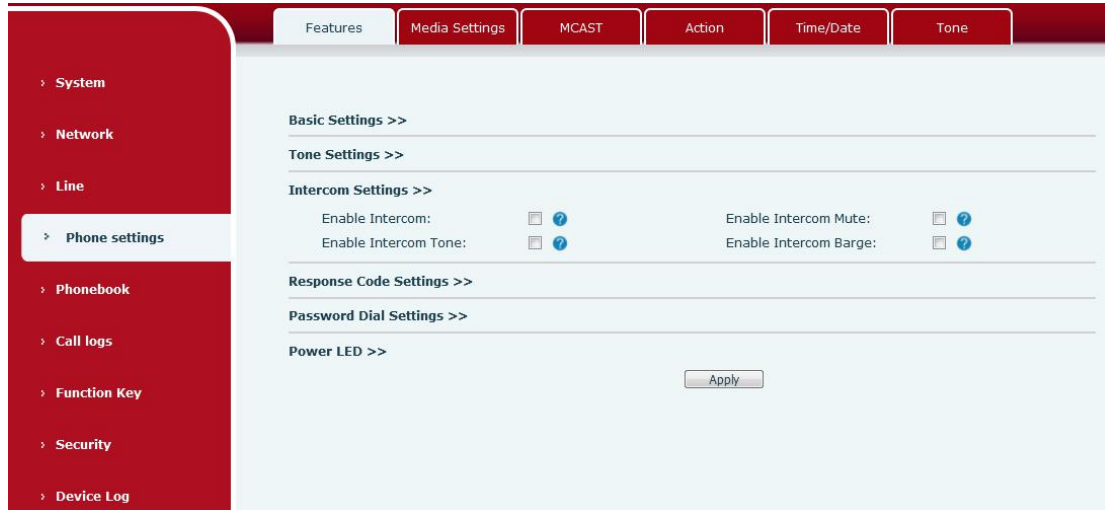 Features Media Settings MCAST Action Time/Date Tone
› System
› Network
› Line
› Phone settings
› Phonebook
› Call logs
› Function Key
› Security
› Device Log
Basic Settings >>
Tone Settings >>
Intercom Settings >>
Enable Intercom: ? Enable Intercom Mute: ?
Enable Intercom Tone: ? Enable Intercom Barge: ?
Response Code Settings >>
Password Dial Settings >>
Power LED >>
Apply